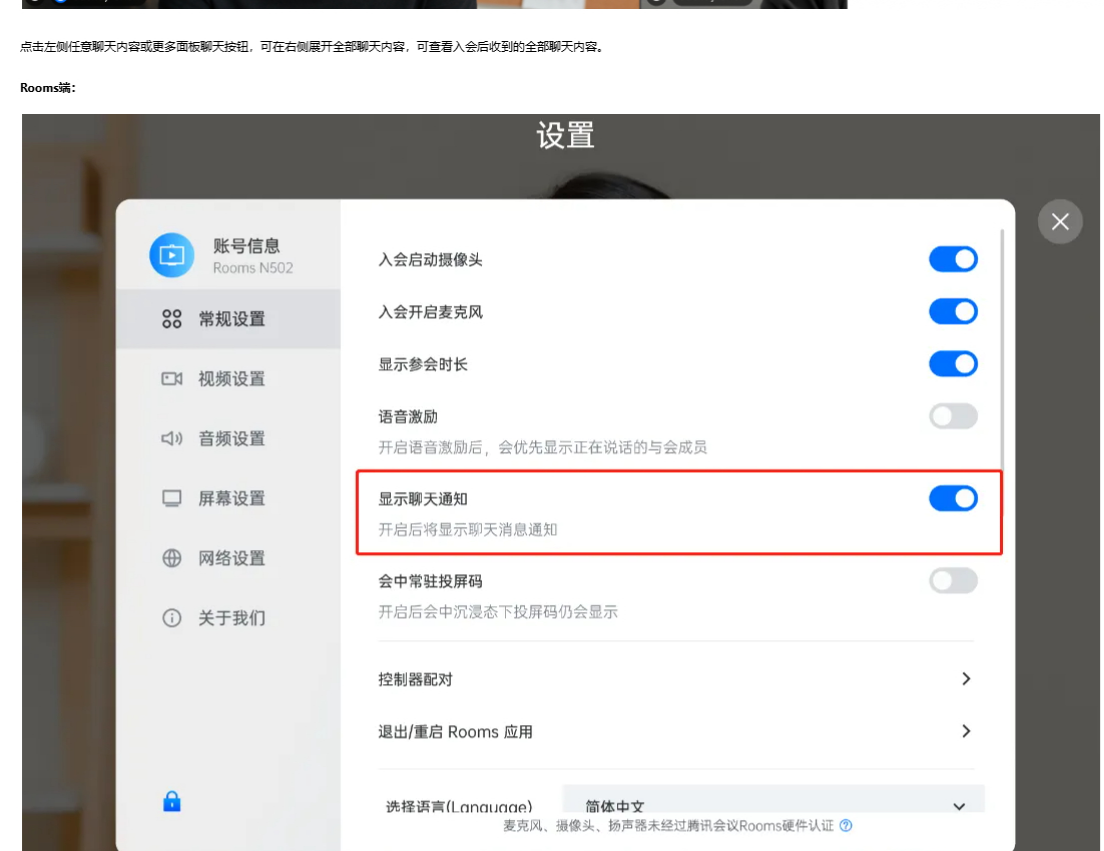 点击左侧任意聊天内容或更多面板聊天按钮，可在右侧展开全部聊天内容，可查看入会后收到的全部聊天内容。
Rooms端：
设置
账号信息
Rooms N502
常规设置
视频设置
音频设置
屏幕设置
网络设置
关于我们
入会启动摄像头
入会开启麦克风
显示参会时长
语音激励
开启语音激励后，会优先显示正在说话的与会成员
显示聊天通知
开启后将显示聊天消息通知
会中常驻投屏码
开启后会中沉浸态下投屏码仍会显示
控制器配对
退出/重启 Rooms 应用
选择语言(Language) 简体中文
麦克风、摄像头、扬声器未经过腾讯会议Rooms硬件认证